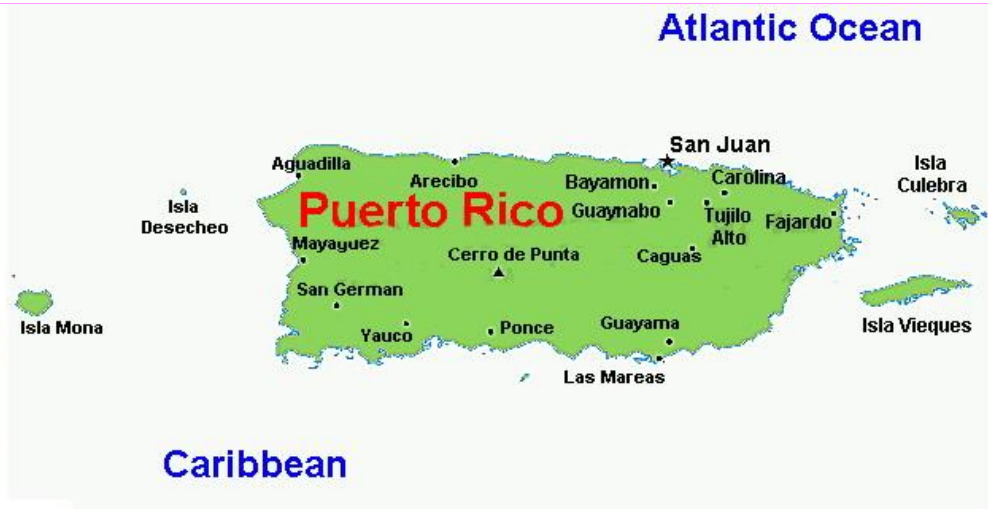 Atlantic Ocean
San Juan
Aguadilla
Arecibo
Bayamon
Carolina
Isla
Culebra
Isla
Desecheo
Puerto Rico
Guaynabo
Tujilo
Alto
Fajardo
Mayaguez
Cerro de Punta
Caguas
San German
Isla Mona
Yauco
Ponce
Guayama
Isla Vieques
Las Mareas
Caribbean